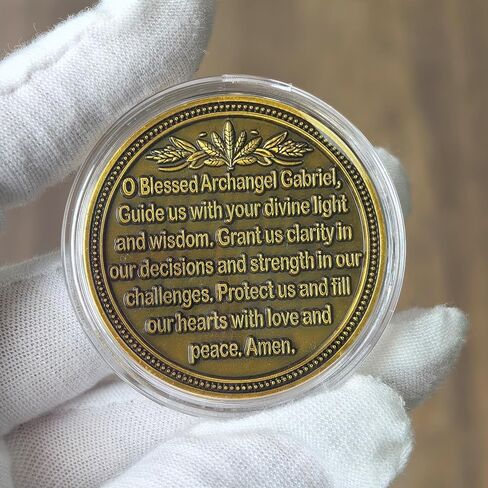 O Blessed Archangel Gabriel,
Guide us with your divine light
and wisdom. Grant us clarity in
our decisions and strength in our
challenges. Protect us and fill
our hearts with love and
peace. Amen.